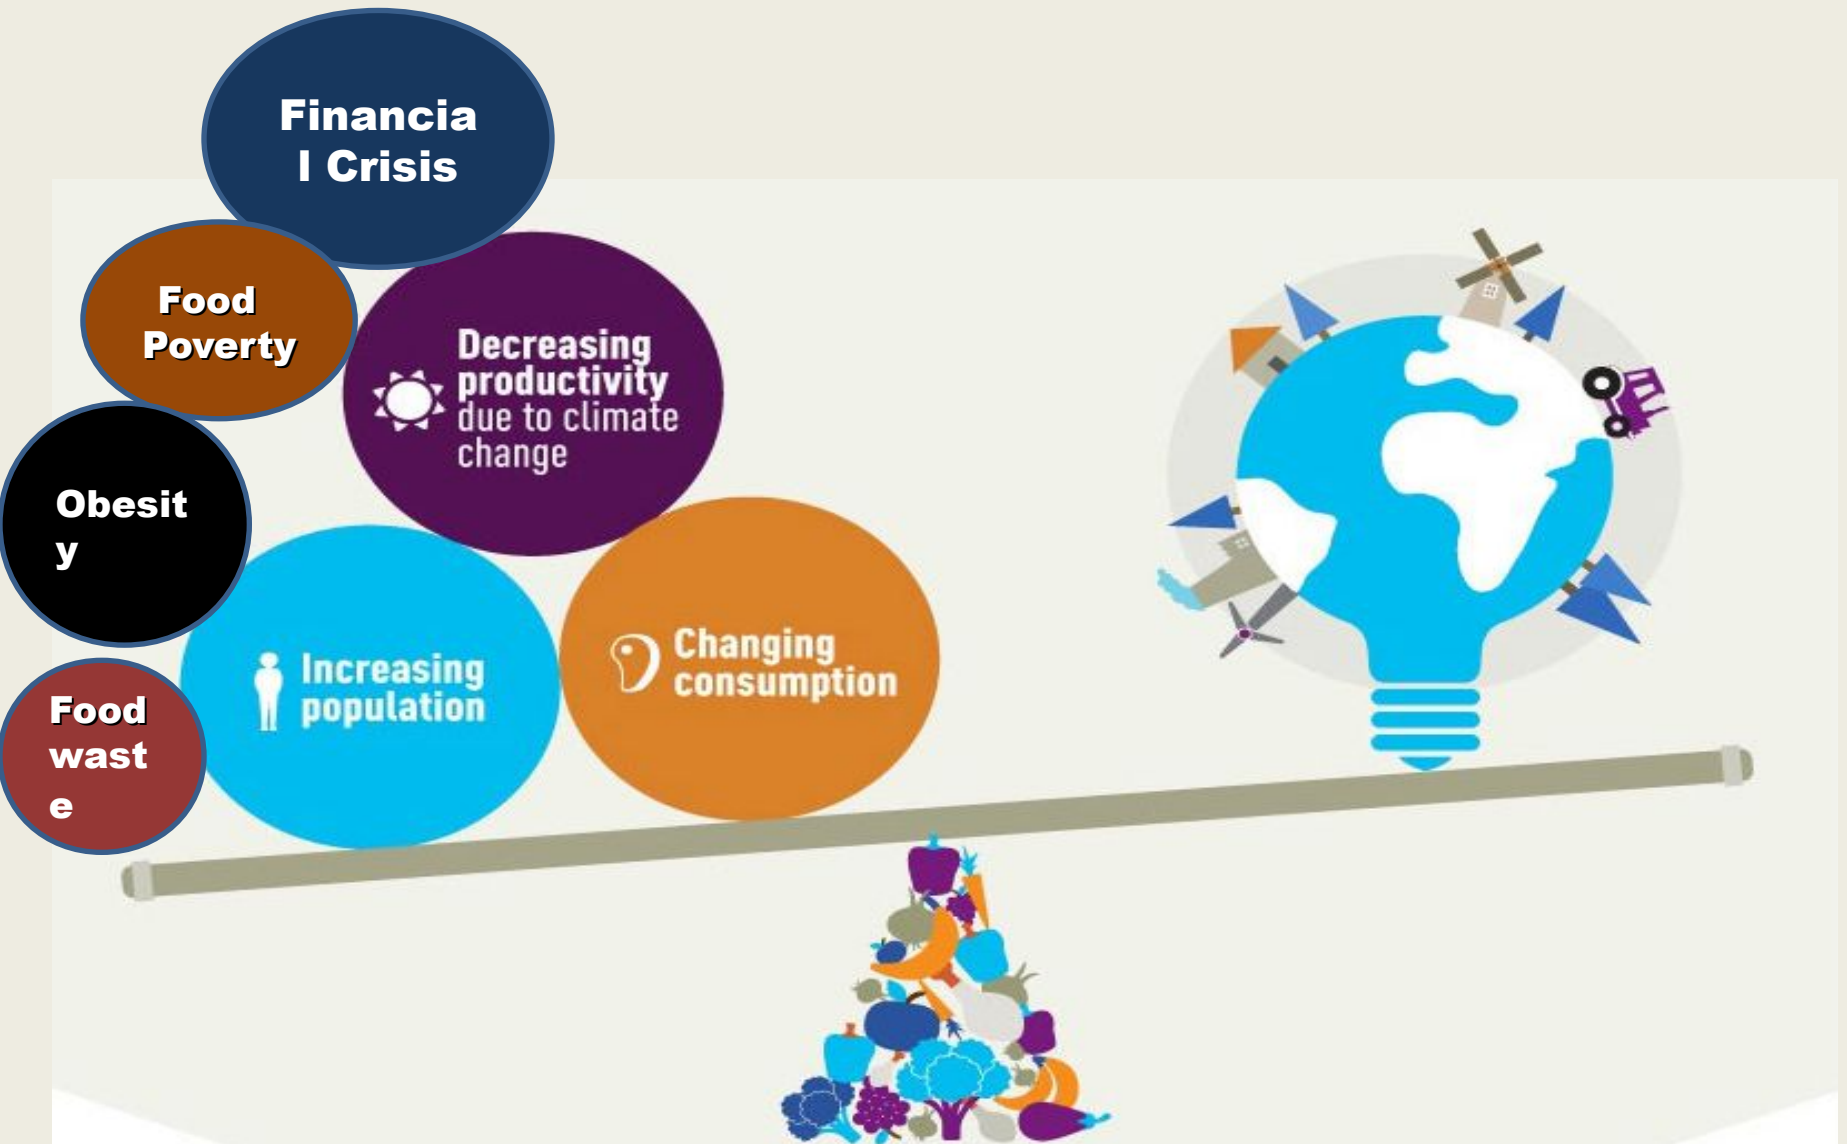 Financia
l Crisis
Food
Poverty
Decreasing
productivity
due to climate
change
Obesit
y
Increasing
population
Changing
consumption
Food
wast
e